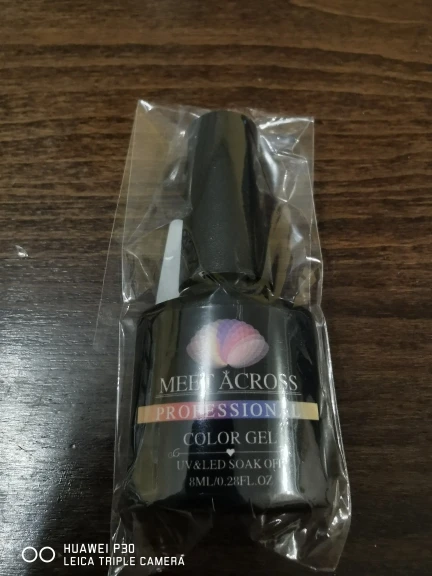 MEET ACROSS
PROFESSIONAL
COLOR GEL
UV&LED SOAK OFF
8ML/0.28FL.OZ
HUAWEI P30
LEICA TRIPLE CAMERA